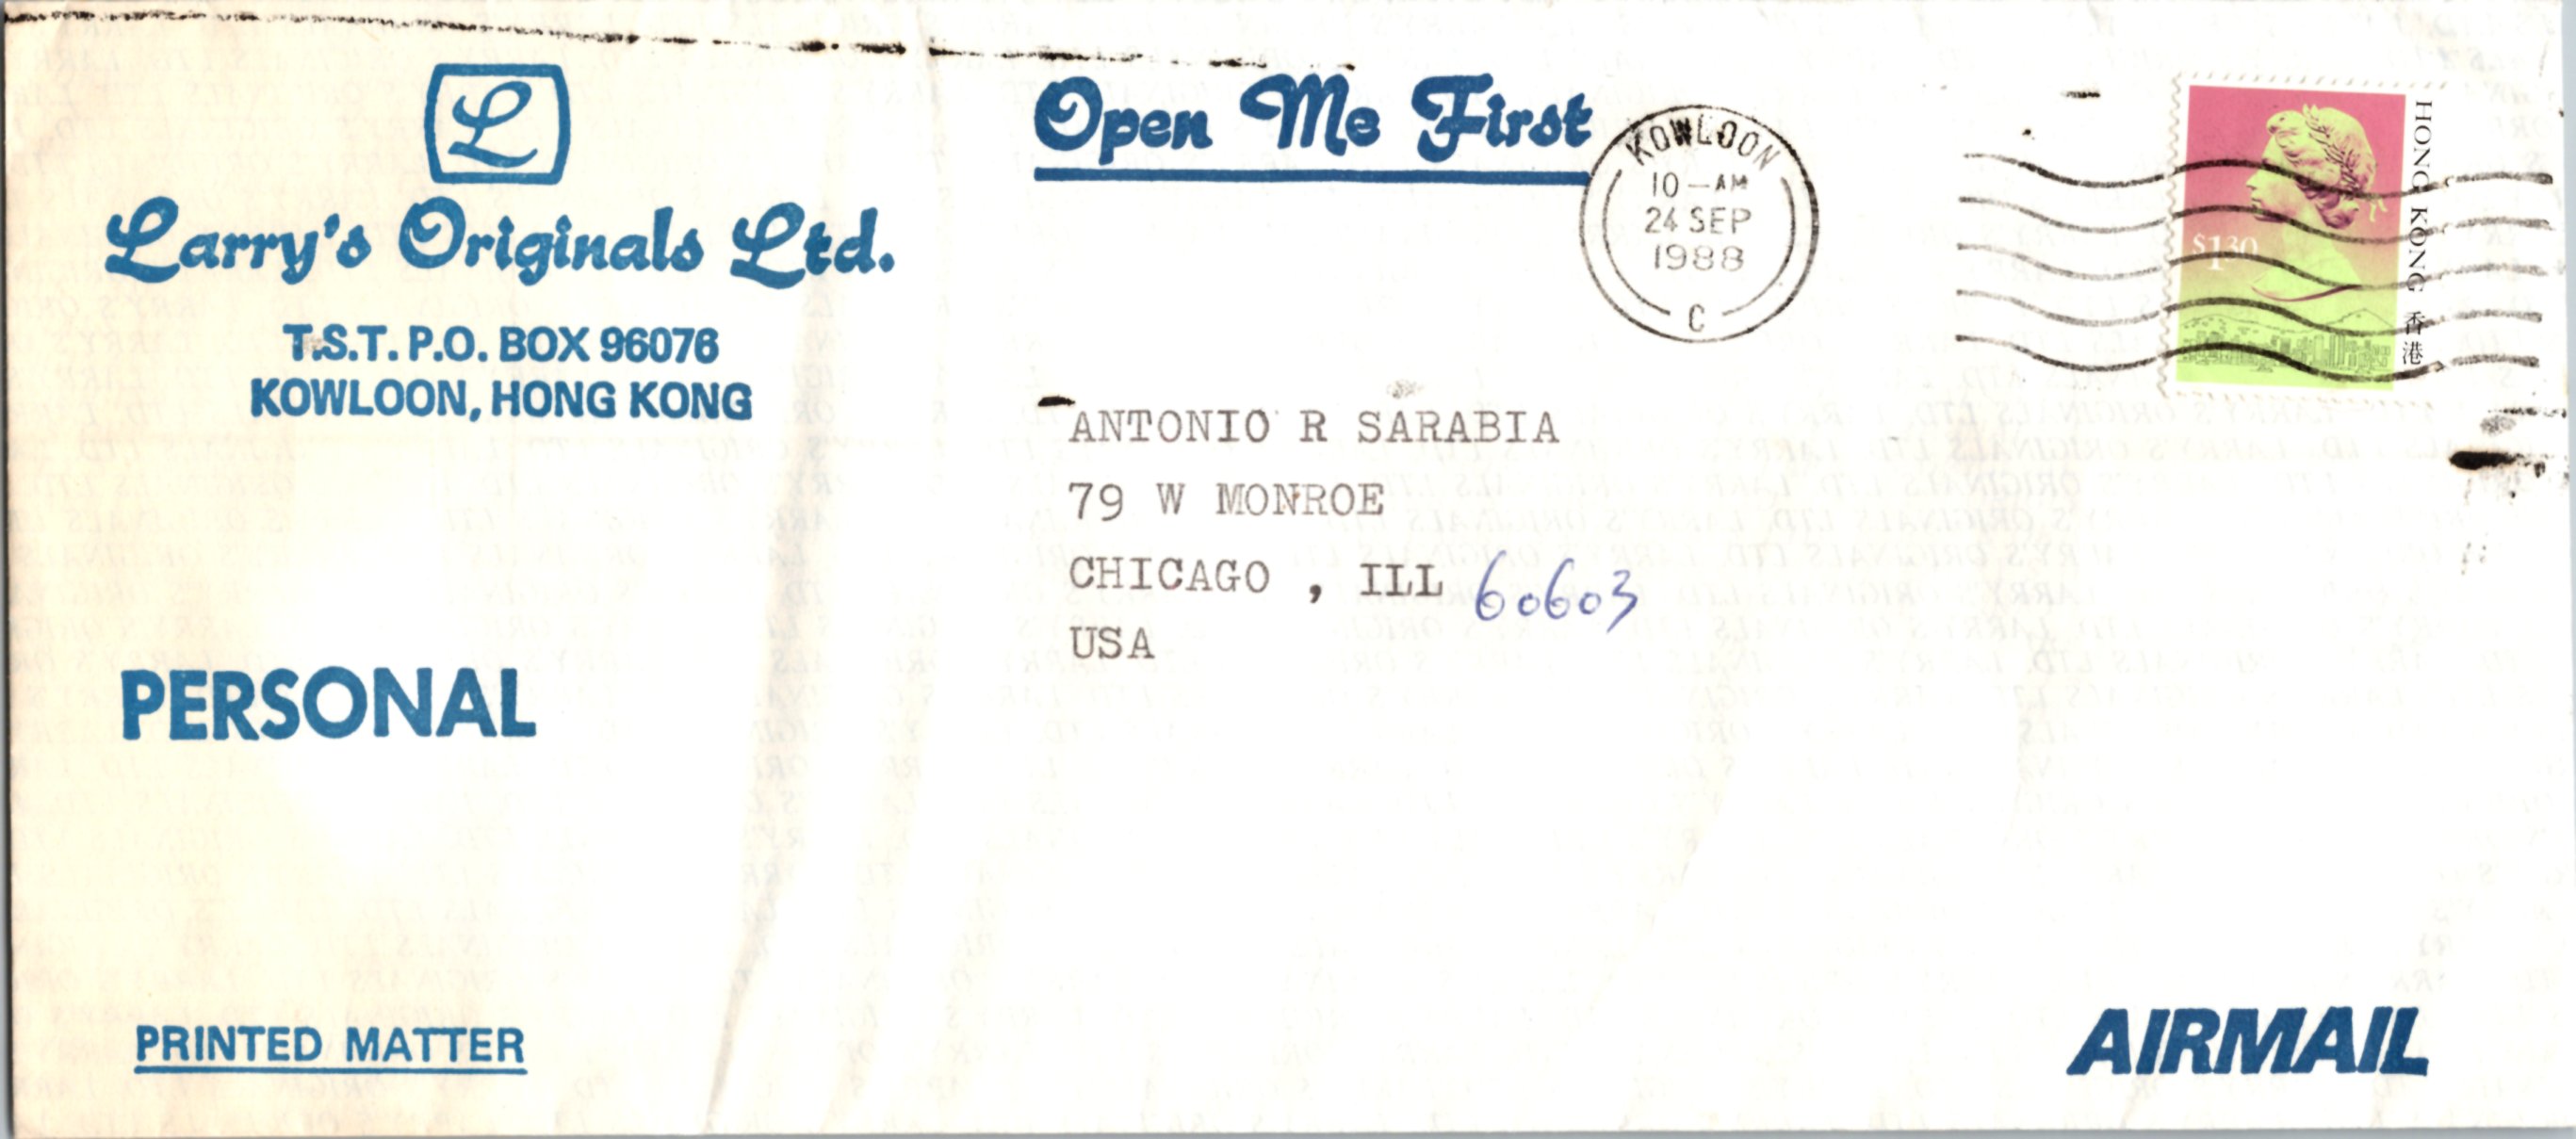 L
Larry's Originals Ltd.
T.S.T. P.O. BOX 96076
KOWLOON, HONG KONG
Open Me First
KOWLOON
10-AM
24 SEP
1988
C
$1.30
HONG KONG 香港
ANTONIO R SARABIA
79 W MONROE
CHICAGO , ILL 60603
USA
PERSONAL
PRINTED MATTER
AIRMAIL